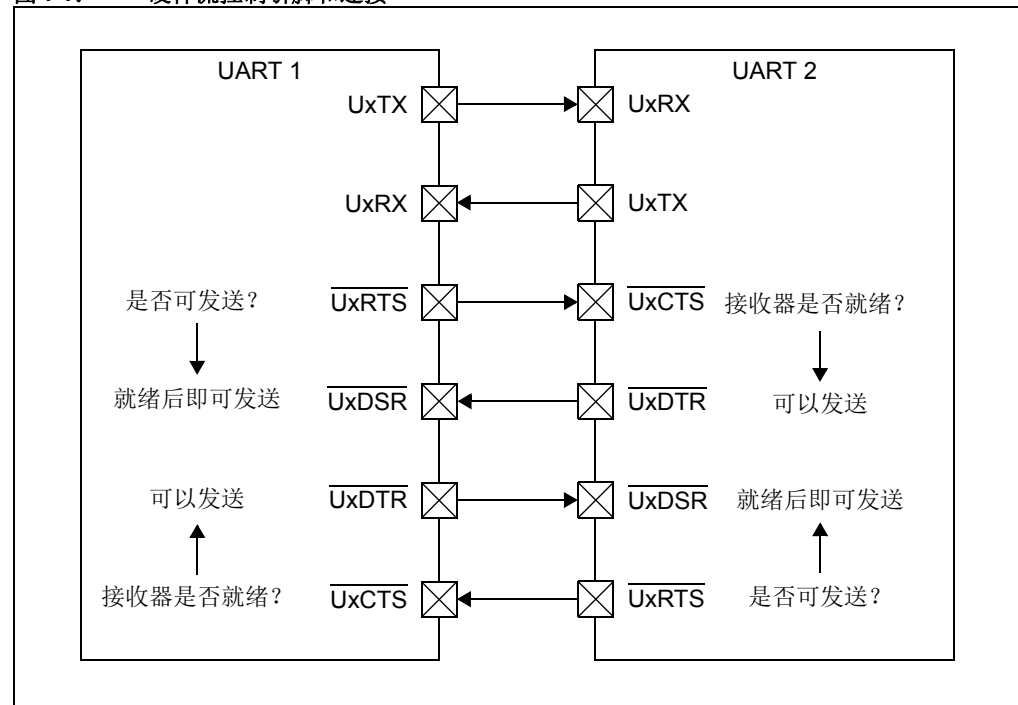 UART 1
UART 2
UxTX
UxRX
UxRX
UxTX
是否可发送？
UxRTS
UxCTS
接收器是否就绪？
就绪后即可发送
UxDSR
UxDTR
可以发送
可以发送
UxDTR
UxDSR
就绪后即可发送
接收器是否就绪？
UxCTS
UxRTS
是否可发送？